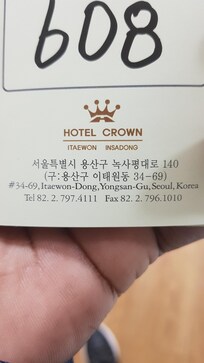 608
HOTEL CROWN
ITAEWON INSADONG
서울특별시 용산구 녹사평대로 140
(구:용산구 이태원동 34-69)
#34-69, Itaewon-Dong, Yongsan-Gu, Seoul, Korea
Tel 82. 2. 797.4111 Fax 82. 2. 796.1010